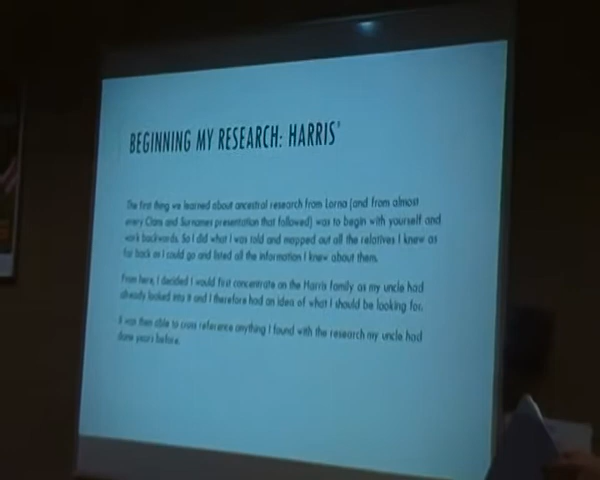 BEGINNING MY RESEARCH: HARRIS'
The first thing we learned about ancestral research from Lorna (and from almost
every Clans and Surnames presentation that followed) was to begin with yourself and
work backwards. So I did what I was told and mapped out all the relatives I knew as
far back as I could go and listed all the information I knew about them.
From here, I decided I would first concentrate on the Harris family as my uncle had
already looked into it and I therefore had an idea of what I should be looking for.
I was then able to cross reference anything I found with the research my uncle had
done years before.